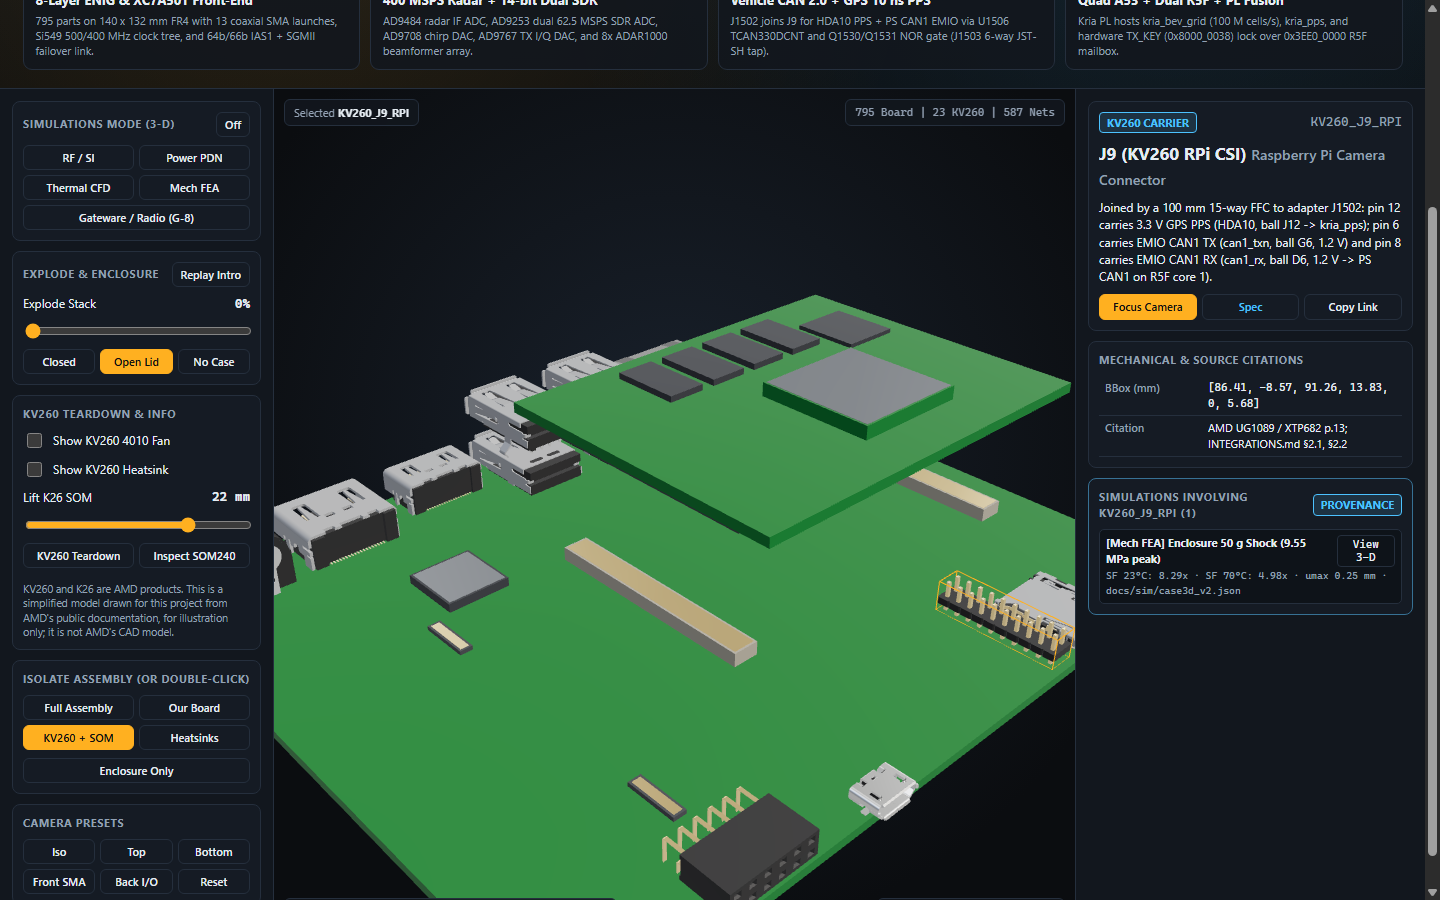 8-Layer ENIG & XC7A501 Front-End
795 parts on 140 x 132 mm FR4 with 13 coaxial SMA launches,
Si549 500/400 MHz clock tree, and 64b/66b IAS1 + SGMII
failover link.
400 MSPS Radar + 14-bit Dual SDR
AD9484 radar IF ADC, AD9253 dual 62.5 MSPS SDR ADC,
AD9708 chirp DAC, AD9767 TX I/Q DAC, and 8x ADAR1000
beamformer array.
Vehicle CAN 2.0 + GPS 10 ns PPS
J1502 joins J9 for HDA10 PPS + PS CAN1 EMIO via U1506
TCAN330DCNT and Q1530/Q1531 NOR gate (J1503 6-way JST-
SH tap).
Quad A53 + Dual R5F + PL Fusion
Kria PL hosts kria_bev_grid (100 M cells/s), kria_pps, and
hardware TX_KEY (0x8000_0038) lock over 0x3EE0_0000 R5F
mailbox.
SIMULATIONS MODE (3-D)
Off
RF / SI
Power PDN
Thermal CFD
Mech FEA
Gateware / Radio (G-8)
EXPLODE & ENCLOSURE
Replay Intro
Explode Stack
0%
Closed
Open Lid
No Case
KV260 TEARDOWN & INFO
Show KV260 4010 Fan
Show KV260 Heatsink
Lift K26 SOM
22 mm
KV260 Teardown
Inspect SOM240
KV260 and K26 are AMD products. This is a
simplified model drawn for this project from
AMD's public documentation, for illustration
only; it is not AMD's CAD model.
ISOLATE ASSEMBLY (OR DOUBLE-CLICK)
Full Assembly
Our Board
KV260 + SOM
Heatsinks
Enclosure Only
CAMERA PRESETS
Iso
Top
Bottom
Front SMA
Back I/O
Reset
Selected KV260_J9_RPI
795 Board | 23 KV260 | 587 Nets
KV260 CARRIER
KV260_J9_RPI
J9 (KV260 RPi CSI) Raspberry Pi Camera
Connector
Joined by a 100 mm 15-way FFC to adapter J1502: pin 12
carries 3.3 V GPS PPS (HDA10, ball J12 -> kria_pps); pin 6
carries EMIO CAN1 TX (can1_txn, ball G6, 1.2 V) and pin 8
carries EMIO CAN1 RX (can1_rx, ball D6, 1.2 V -> PS
CAN1 on R5F core 1).
Focus Camera
Spec
Copy Link
MECHANICAL & SOURCE CITATIONS
BBox (mm)
[86.41, -8.57, 91.26, 13.83,
0, 5.68]
Citation
AMD UG1089 / XTP682 p.13;
INTEGRATIONS.md §2.1, §2.2
SIMULATIONS INVOLVING
KV260_J9_RPI (1)
PROVENANCE
[Mech FEA] Enclosure 50 g Shock (9.55
MPa peak)
View
3-D
SF 23°C: 8.29x · SF 70°C: 4.98x · umax 0.25 mm ·
docs/sim/case3d_v2.json